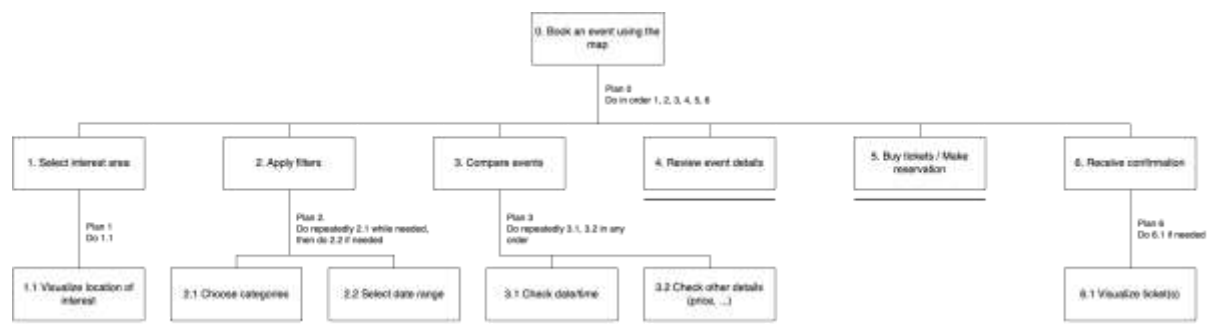 0. Book an event using the
map
Plan 0
Do in order 1, 2, 3, 4, 5, 6
1. Select interest area
2. Apply filters
3. Compare events
4. Review event details
5. Buy tickets / Make
reservation
6. Receive confirmation
Plan 1
Do 1.1
Plan 2.
Do repeatedly 2.1 while needed,
then do 2.2 if needed
Plan 3
Do repeatedly 3.1, 3.2 in any
order
Plan 6
Do 6.1 if needed
1.1 Visualize location of
interest
2.1 Choose categories
2.2 Select date range
3.1 Check date/time
3.2 Check other details
(price, ...)
6.1 Visualize ticket(s)